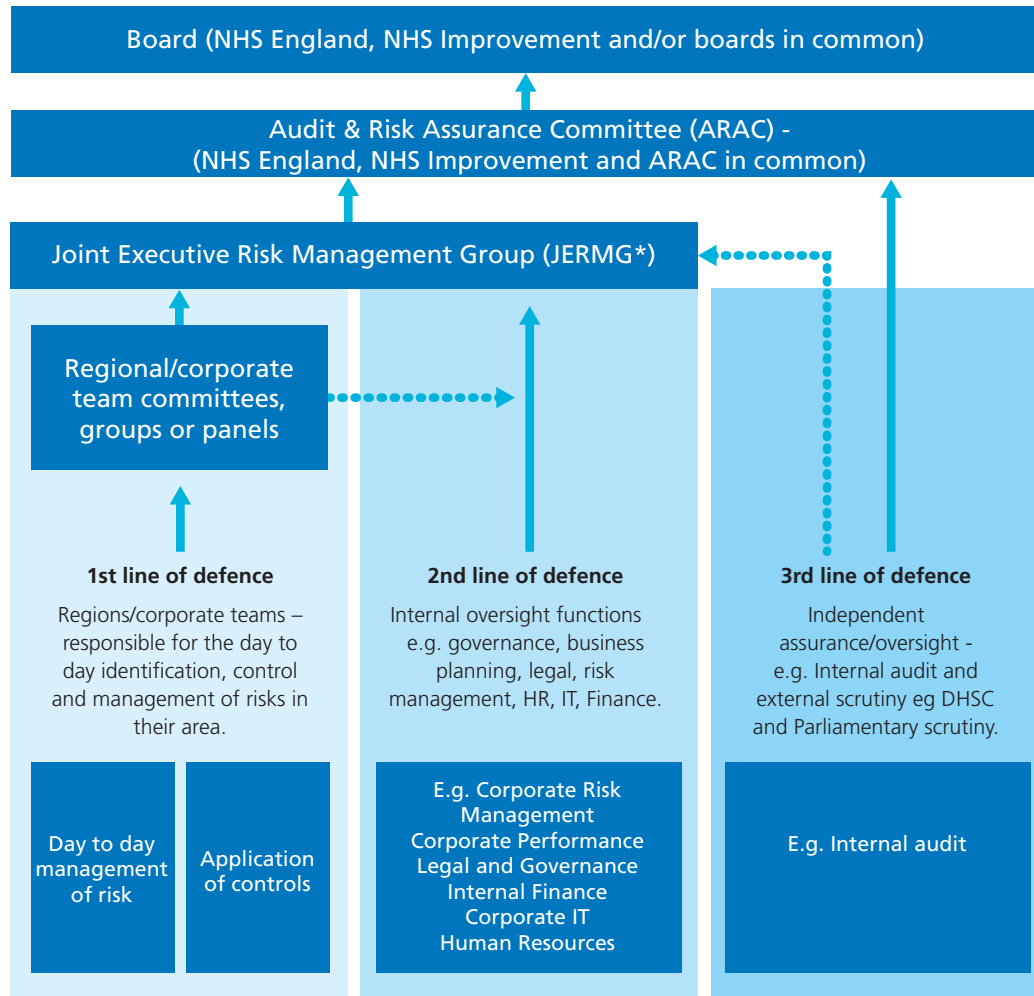 Board (NHS England, NHS Improvement and/or boards in common)
Audit & Risk Assurance Committee (ARAC) -
(NHS England, NHS Improvement and ARAC in common)
Joint Executive Risk Management Group (JERMG*)
Regional/corporate
team committees,
groups or panels
1st line of defence
Regions/corporate teams –
responsible for the day to
day identification, control
and management of risks in
their area.
Day to day
management
of risk
Application
of controls
2nd line of defence
Internal oversight functions
e.g. governance, business
planning, legal, risk
management, HR, IT, Finance.
E.g. Corporate Risk
Management
Corporate Performance
Legal and Governance
Internal Finance
Corporate IT
Human Resources
3rd line of defence
Independent
assurance/oversight -
e.g. Internal audit and
external scrutiny eg DHSC
and Parliamentary scrutiny.
E.g. Internal audit